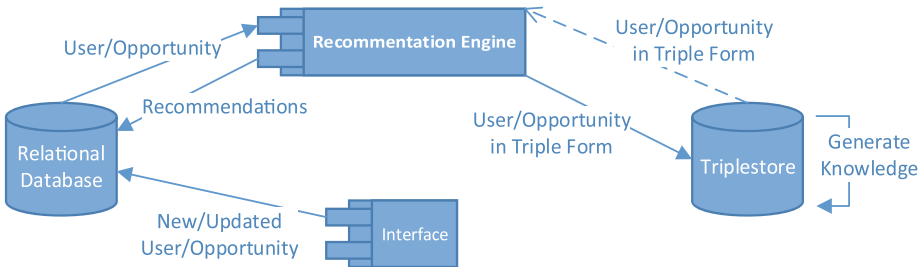 Recommentation Engine
User/Opportunity
User/Opportunity
in Triple Form
Recommendations
User/Opportunity
in Triple Form
Relational
Database
Triplestore
Generate
Knowledge
New/Updated
User/Opportunity
Interface